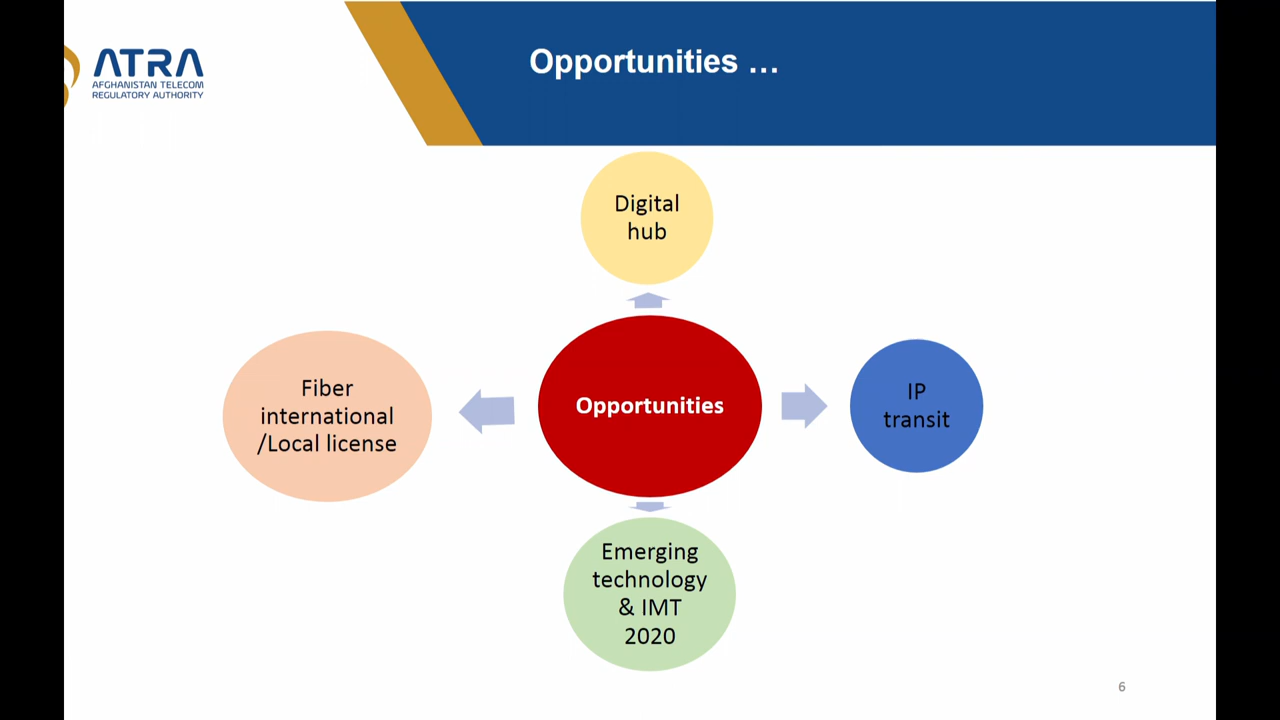 ATRA
AFGHANISTAN TELECOM
REGULATORY AUTHORITY
Opportunities ...
Digital
hub
Fiber
international
/Local license
Opportunities
IP
transit
Emerging
technology
& IMT
2020
6